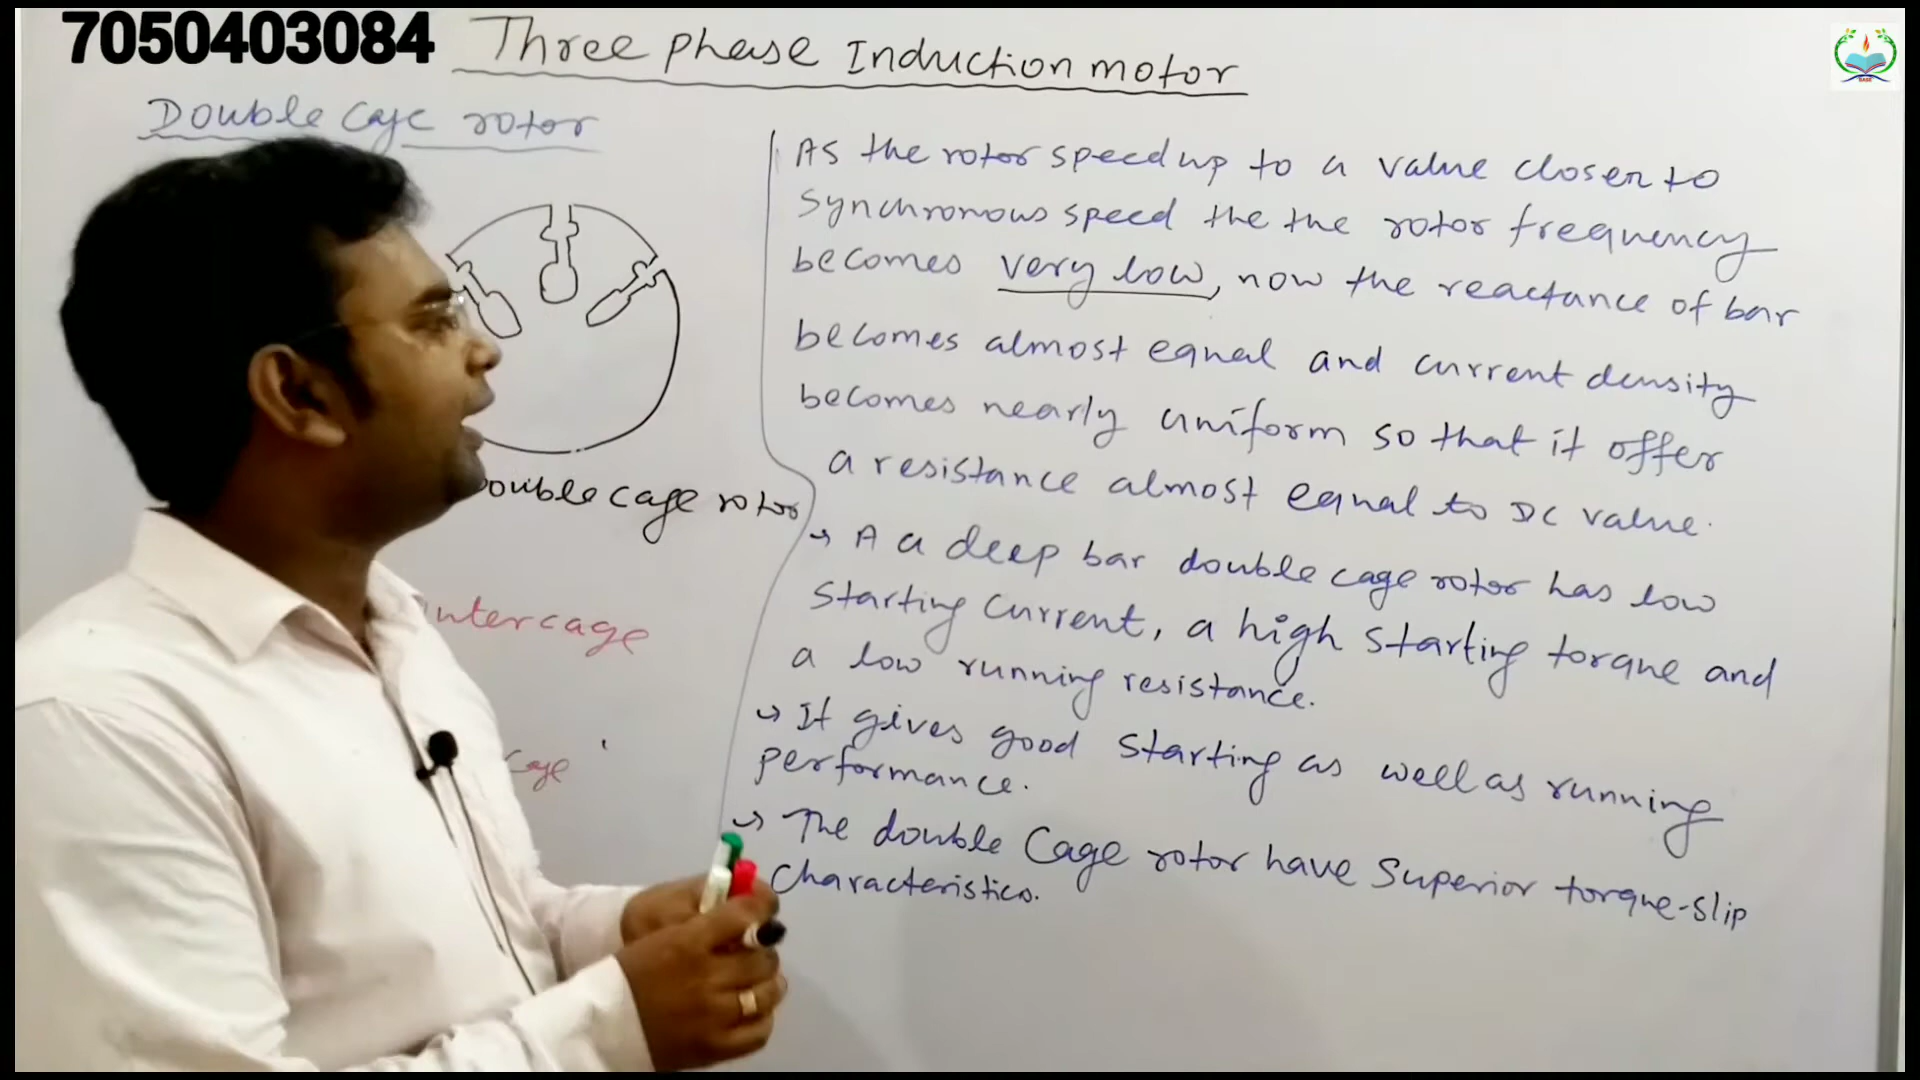 7050403084
Three phase Induction motor
Double cage rotor
Double cage rotor
cage
As the rotor speed up to a value closer to
synchronous speed the the rotor frequency
becomes very low, now the reactance of bar
becomes almost equal and current density
becomes nearly uniform so that it offer
a resistance almost equal to DC value.
→ A a deep bar double cage rotor has low
starting current, a high starting torque and
a low running resistance.
→ It gives good starting as well as running
performance.
→ The double Cage rotor have superior torque-slip
characteristics.